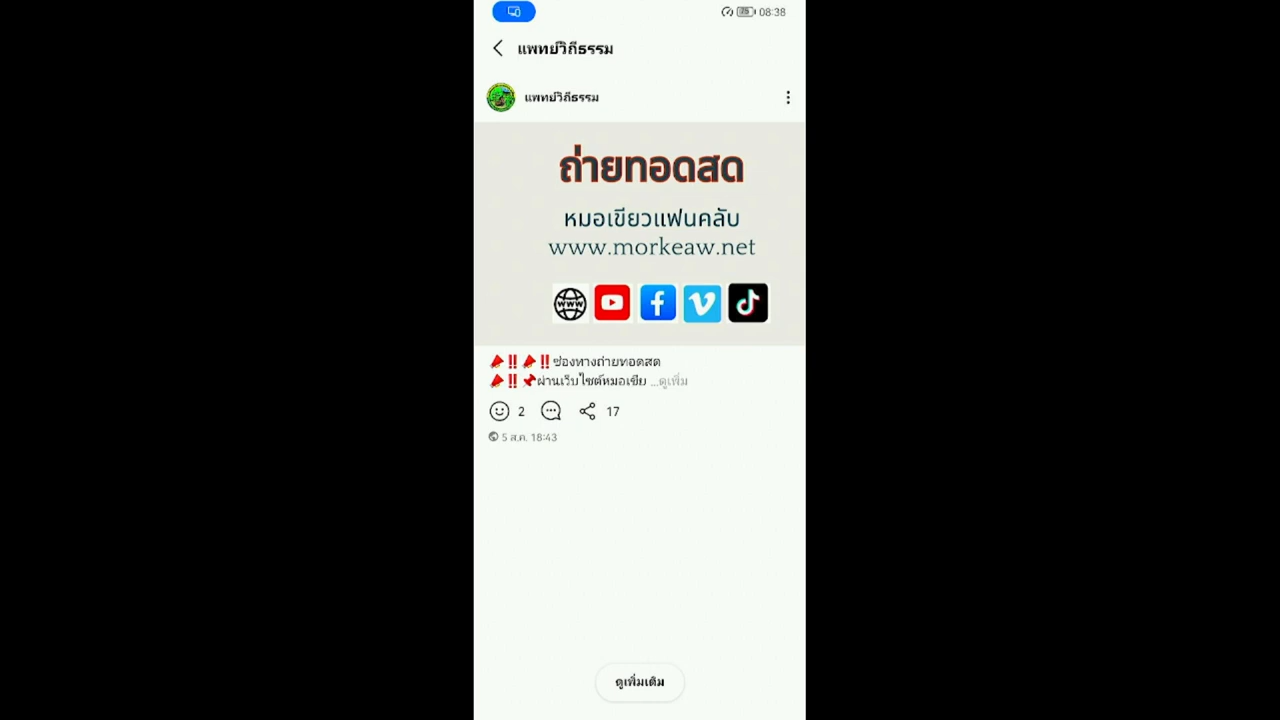 25 08:38
แพทย์วิถีธรรม
แพทย์วิถีธรรม
ถ่ายทอดสด
หมอเขียวแฟนคลับ
www.morkeaw.net
www
📣‼️📣‼️ช่องทางถ่ายทอดสด
📣‼️📌ผ่านเว็บไซต์หมอเขีย ...ดูเพิ่ม
2 17
5 ส.ค. 18:43
ดูเพิ่มเติม